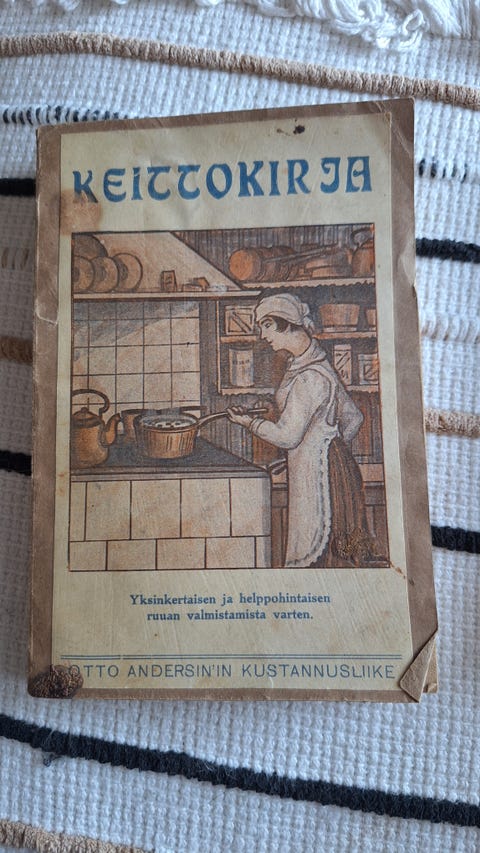 KEITTOKIRJA
Yksinkertaisen ja helppohintaisen
ruuan valmistamista varten.
OTTO ANDERSIN'IN KUSTANNUSLIIKE